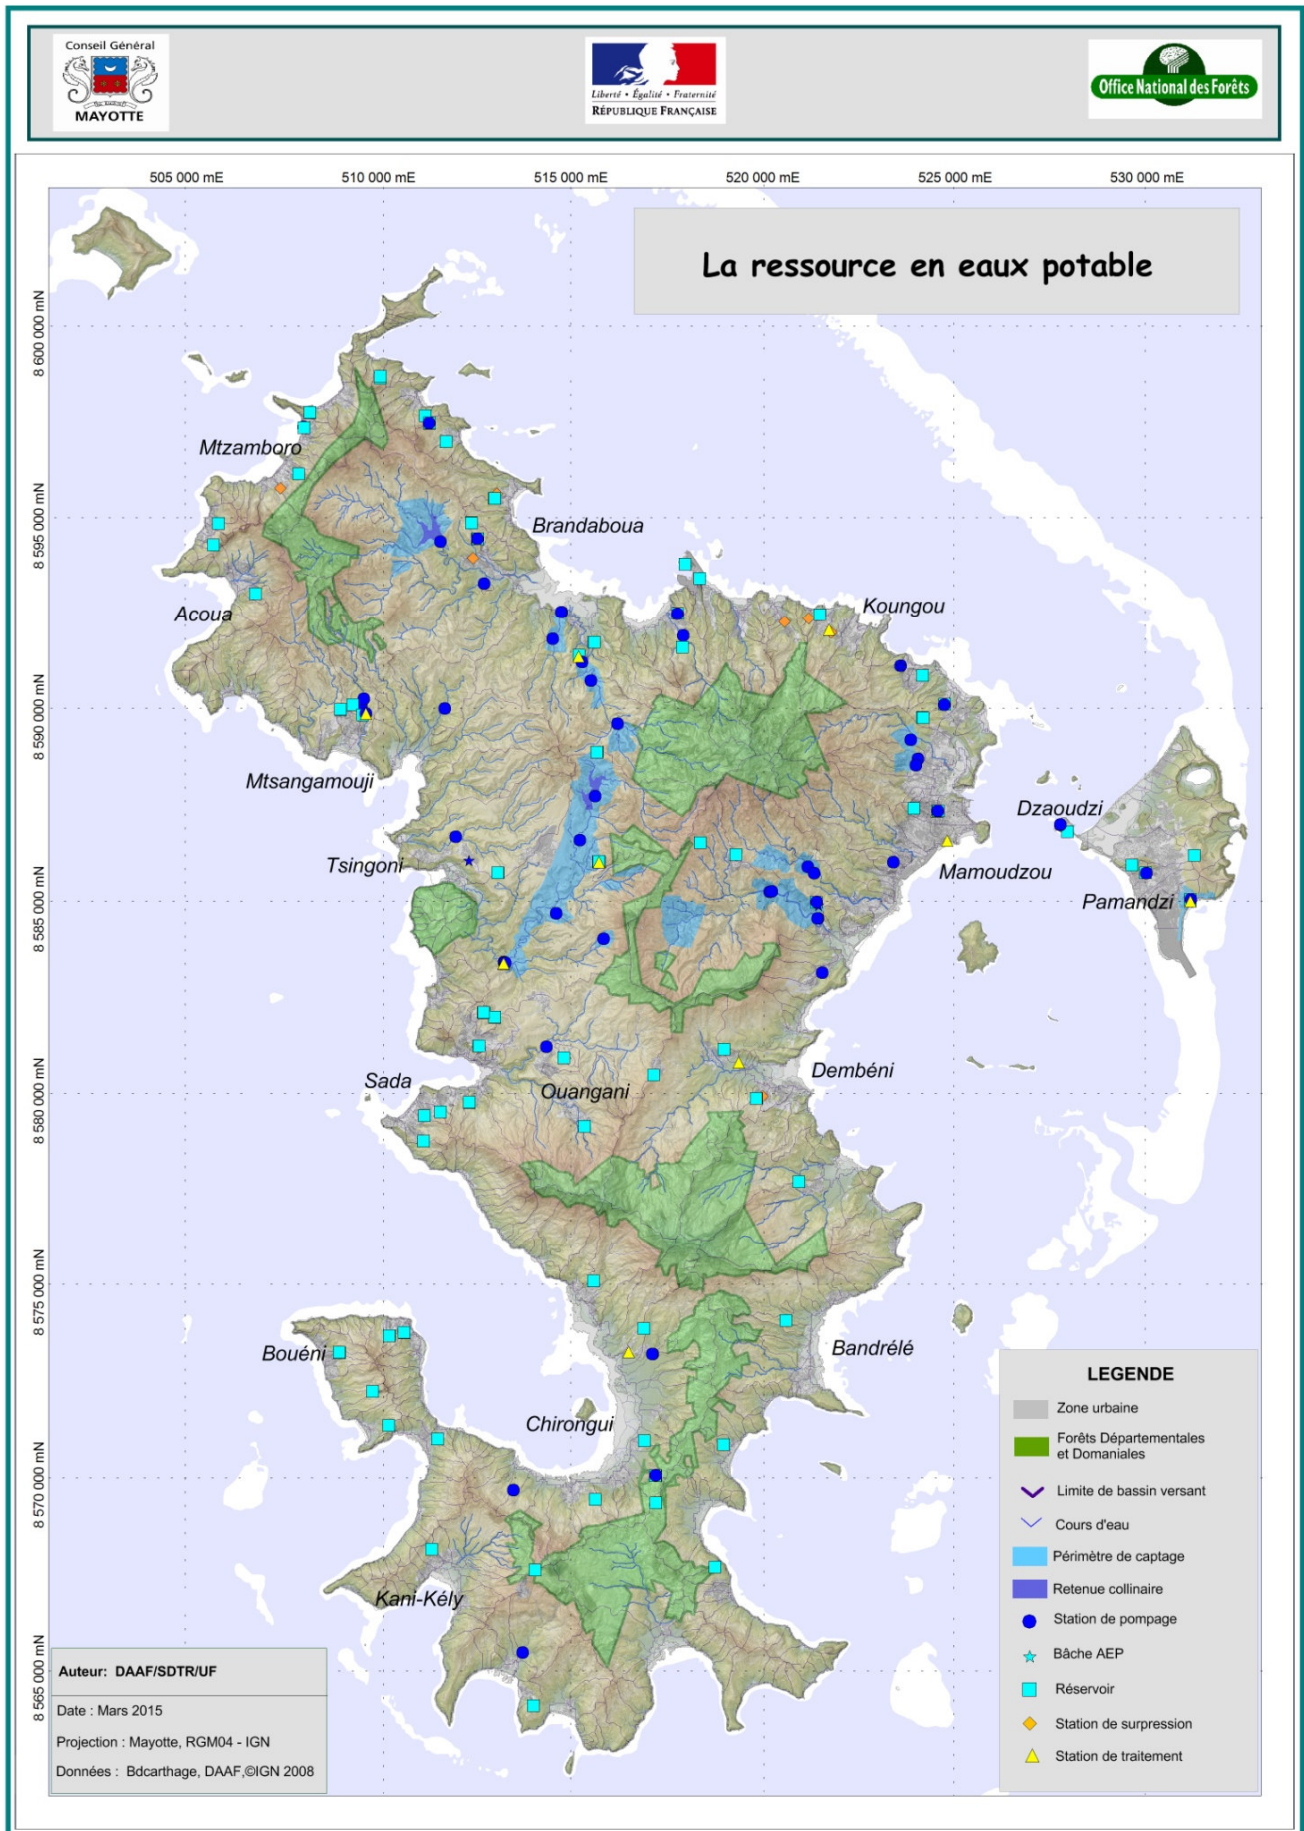 Conseil Général
MAYOTTE
Liberté • Égalité • Fraternité
RÉPUBLIQUE FRANÇAISE
Office National des Forêts
505 000 mE
510 000 mE
515 000 mE
520 000 mE
525 000 mE
530 000 mE
La ressource en eaux potable
8 600 000 mN
8 595 000 mN
8 590 000 mN
8 585 000 mN
8 580 000 mN
8 575 000 mN
8 570 000 mN
8 565 000 mN
Mtzamboro
Brandaboua
Acoua
Koungou
Mtsangamouji
Dzaoudzi
Tsingoni
Mamoudzou
Pamandzi
Dembéni
Sada
Ouangani
Bouéni
Bandrélé
Chirongui
Kani-Kély
LEGENDE
Zone urbaine
Forêts Départementales
et Domaniales
Limite de bassin versant
Cours d'eau
Périmètre de captage
Retenue collinaire
Station de pompage
Bâche AEP
Réservoir
Station de surpression
Station de traitement
Auteur: DAAF/SDTR/UF
Date : Mars 2015
Projection : Mayotte, RGM04 - IGN
Données : Bdcarthage, DAAF,©IGN 2008